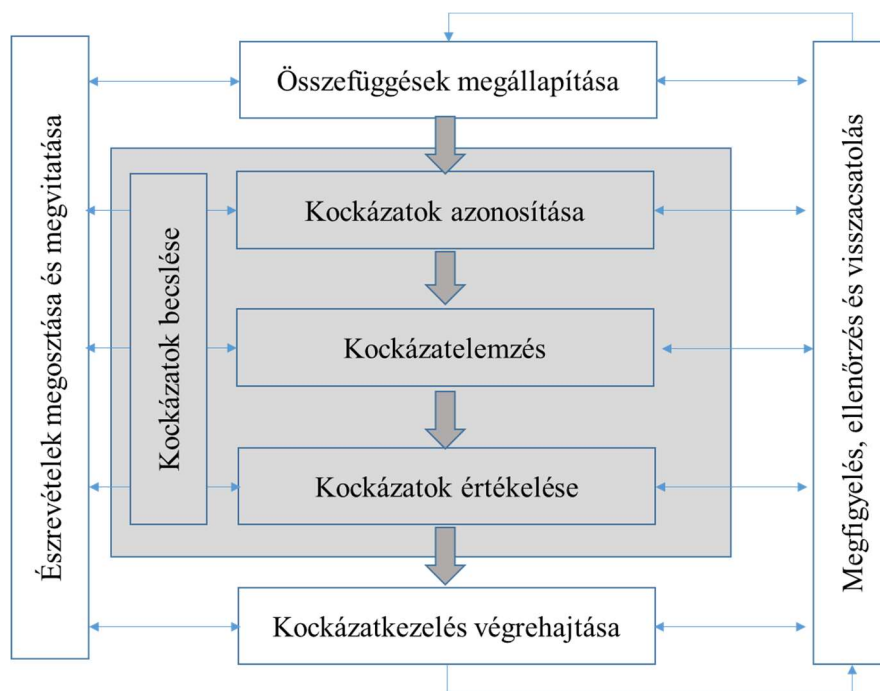 Összefüggések megállapítása
Észrevételek megosztása és megvitatása
Kockázatok becslése
Kockázatok azonosítása
Kockázatelemzés
Kockázatok értékelése
Kockázatkezelés végrehajtása
Megfigyelés, ellenőrzés és visszacsatolás